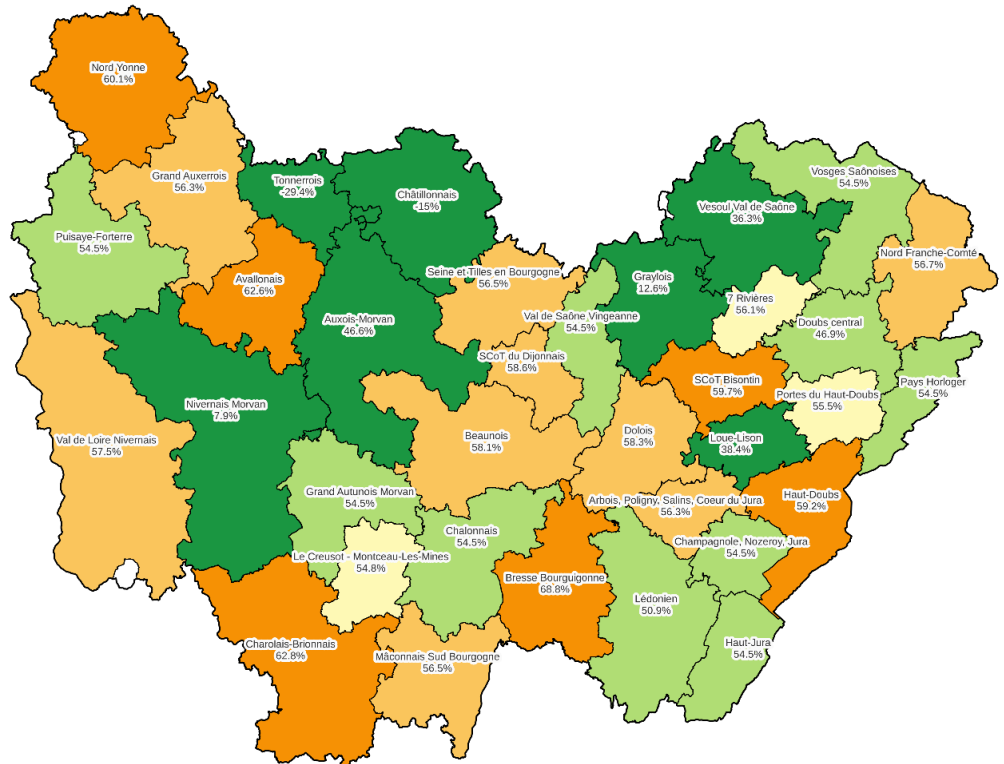 Nord Yonne
60.1%
Grand Auxerrois
56.3%
Tonnerrois
-29.4%
Châtillonnais
-15%
Vosges Saônoises
54.5%
Vesoul Val de Saône
36.3%
Puisaye-Forterre
54.5%
Nord Franche-Comté
56.7%
Avallonais
62.6%
Seine et Tilles en Bourgogne
56.5%
Graylois
12.6%
7 Rivières
56.1%
Auxois-Morvan
46.6%
Val de Saône Vingeanne
54.5%
Doubs central
46.9%
SCoT du Dijonnais
58.6%
SCoT Bisontin
59.7%
Portes du Haut-Doubs
55.5%
Pays Horloger
54.5%
Nivernais Morvan
7.9%
Val de Loire Nivernais
57.5%
Beaunois
58.1%
Dolois
58.3%
Loue-Lison
38.4%
Grand Autunois Morvan
54.5%
Arbois, Poligny, Salins, Coeur du Jura
56.3%
Haut-Doubs
59.2%
Chalonnais
54.5%
Champagnole, Nozeroy, Jura
54.5%
Le Creusot - Montceau-Les-Mines
54.8%
Bresse Bourguigonne
68.8%
Lédonien
50.9%
Charolais-Brionnais
62.8%
Mâconnais Sud Bourgogne
56.5%
Haut-Jura
54.5%